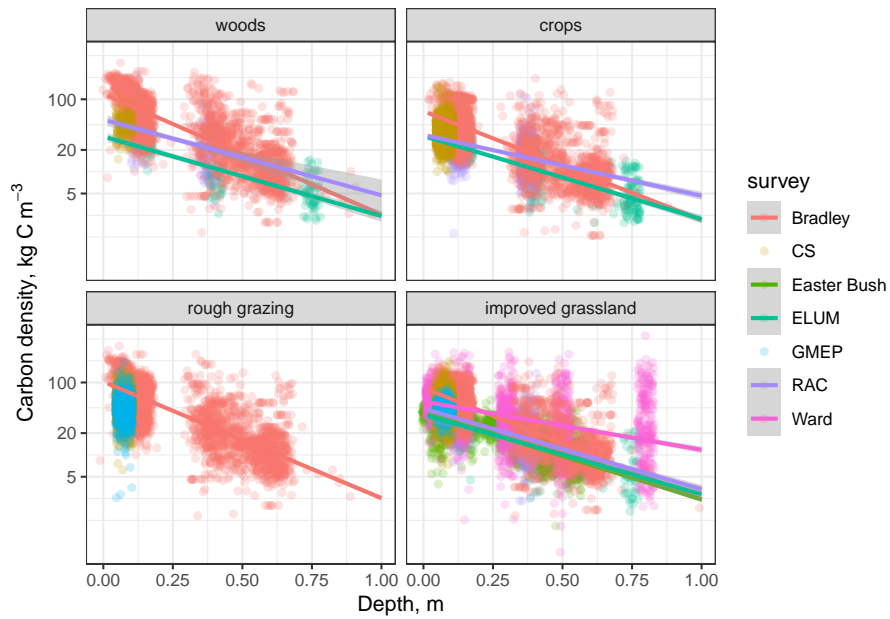 woods
crops
100
20
5
rough grazing
improved grassland
100
20
5
0.00 0.25 0.50 0.75 1.00
0.00 0.25 0.50 0.75 1.00
Depth, m
Carbon density, kg C m⁻³
survey
Bradley
CS
Easter Bush
ELUM
GMEP
RAC
Ward